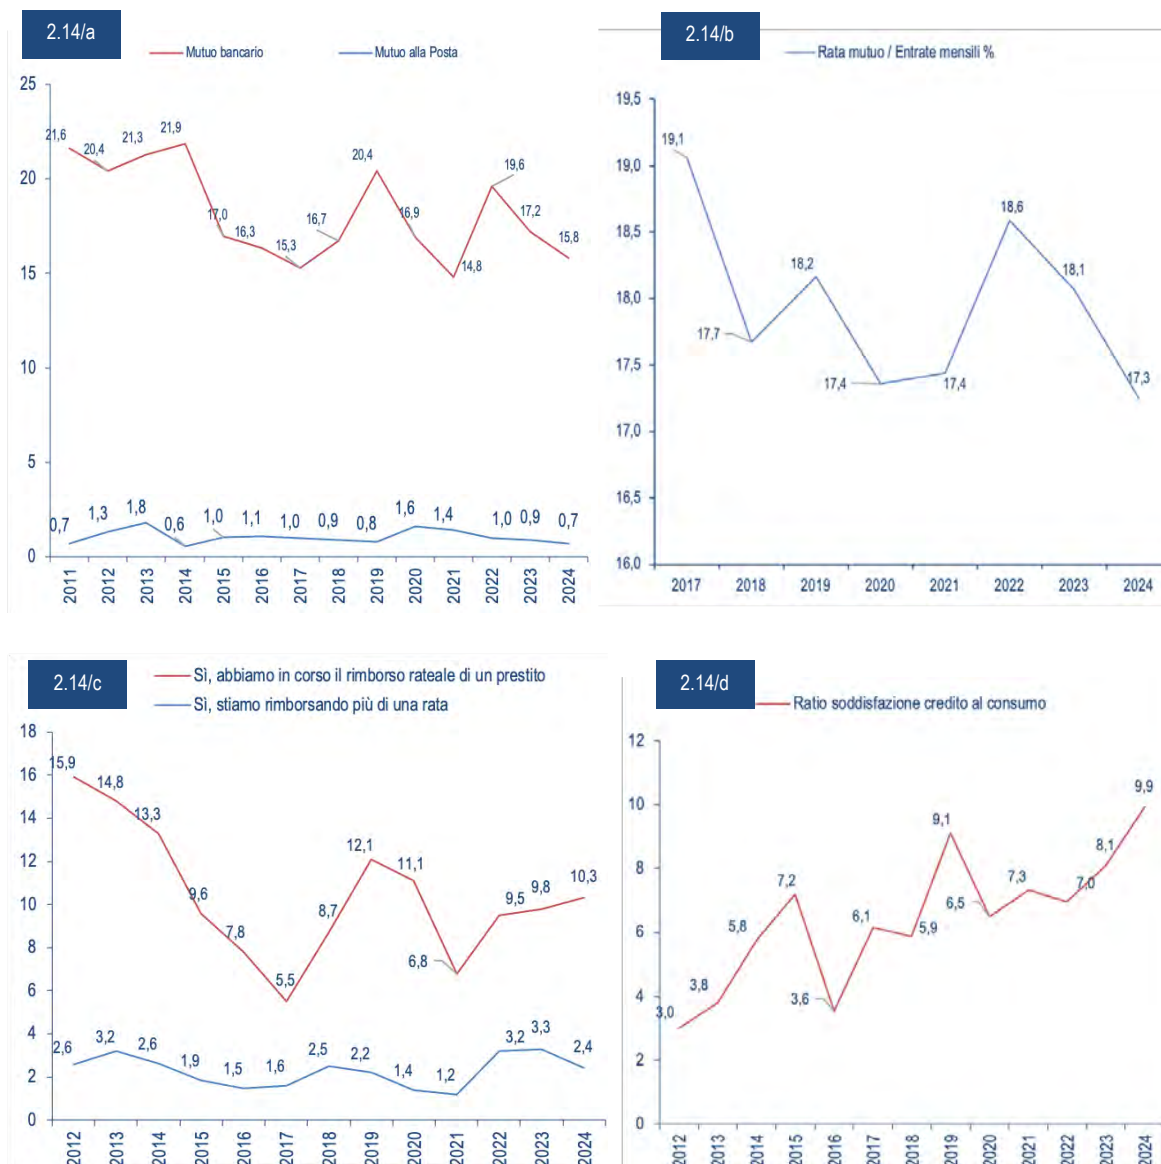 2.14/a
Mutuo bancario Mutuo alla Posta
25
20
15
10
5
0
21,6 20,4 21,3 21,9 17,0 16,3 15,3 16,7 20,4 16,9 14,8 19,6 17,2 15,8
0,7 1,3 1,8 0,6 1,0 1,1 1,0 0,9 0,8 1,6 1,4 1,0 0,9 0,7
2011 2012 2013 2014 2015 2016 2017 2018 2019 2020 2021 2022 2023 2024
2.14/b
Rata mutuo / Entrate mensili %
19,5
19,0
18,5
18,0
17,5
17,0
16,5
16,0
19,1 17,7 18,2 17,4 17,4 18,6 18,1 17,3
2017 2018 2019 2020 2021 2022 2023 2024
2.14/c
Sì, abbiamo in corso il rimborso rateale di un prestito
Sì, stiamo rimborsando più di una rata
18
16
14
12
10
8
6
4
2
0
15,9 14,8 13,3 9,6 7,8 5,5 8,7 12,1 11,1 6,8 9,5 9,8 10,3
2,6 3,2 2,6 1,9 1,5 1,6 2,5 2,2 1,4 1,2 3,2 3,3 2,4
2012 2013 2014 2015 2016 2017 2018 2019 2020 2021 2022 2023 2024
2.14/d
Ratio soddisfazione credito al consumo
12
10
8
6
4
2
0
3,0 3,8 5,8 7,2 3,6 6,1 5,9 9,1 6,5 7,3 7,0 8,1 9,9
2012 2013 2014 2015 2016 2017 2018 2019 2020 2021 2022 2023 2024